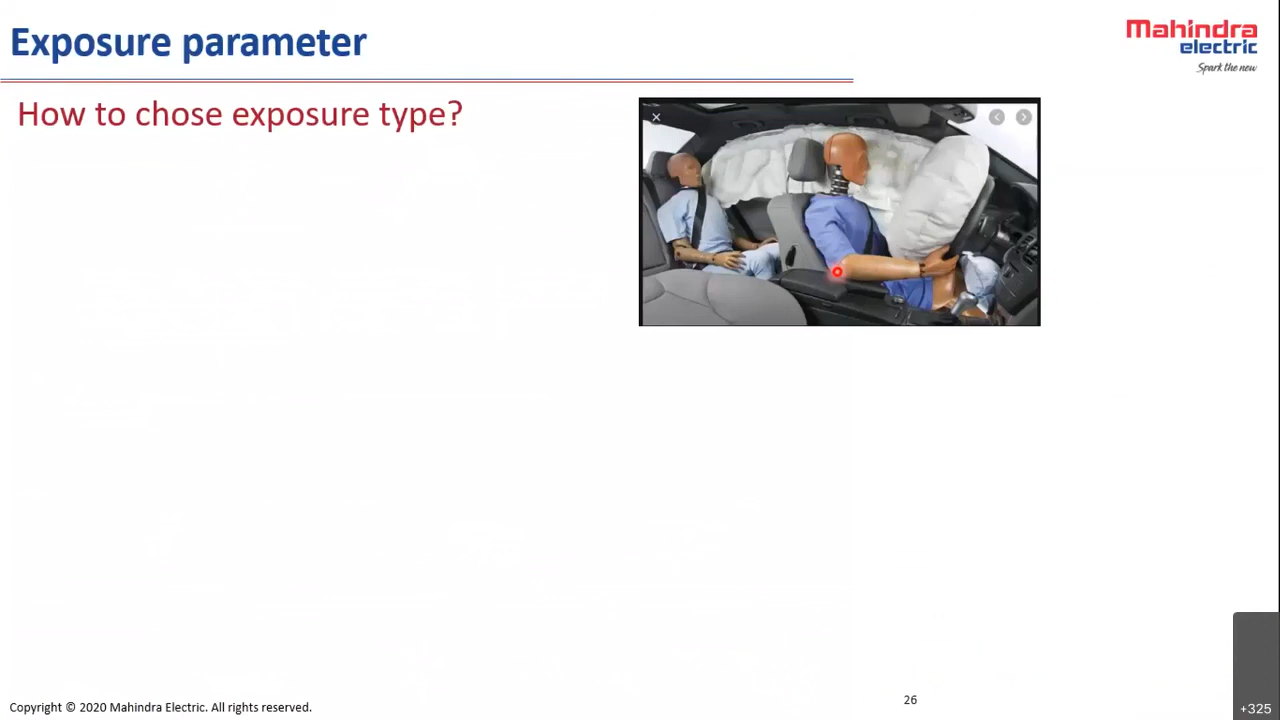 Exposure parameter
Mahindra
electric
Spark the new
How to chose exposure type?
Copyright © 2020 Mahindra Electric. All rights reserved.
26
+325